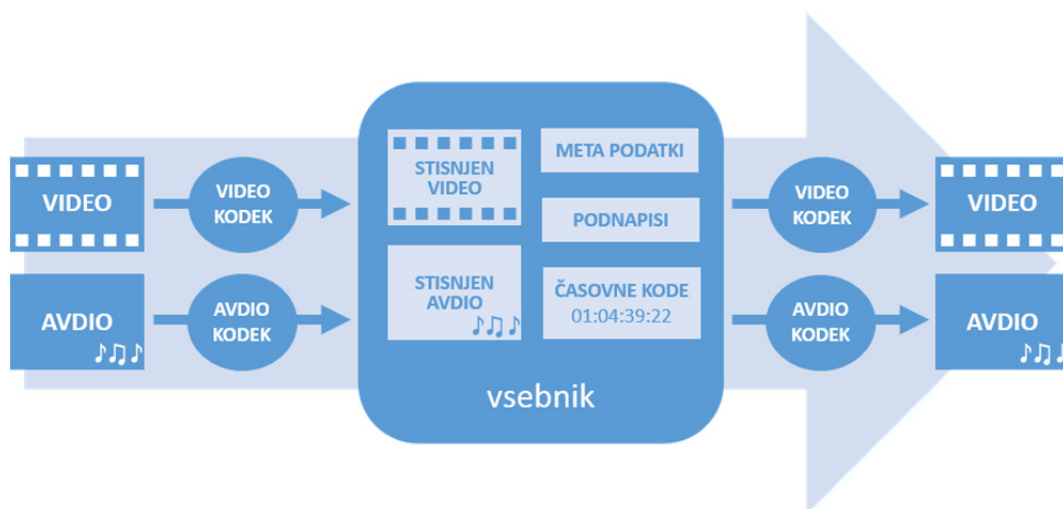 VIDEO
VIDEO
KODEK
AVDIO
AVDIO
KODEK
STISNJEN
VIDEO
STISNJEN
AVDIO
META PODATKI
PODNAPISI
ČASOVNE KODE
01:04:39:22
vsebnik
VIDEO
KODEK
VIDEO
AVDIO
KODEK
AVDIO